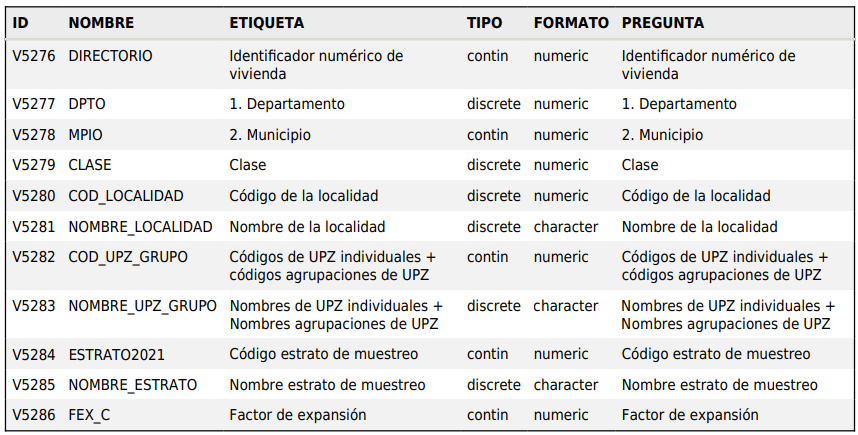 ID NOMBRE ETIQUETA TIPO FORMATO PREGUNTA
V5276 DIRECTORIO Identificador numérico de contin numeric Identificador numérico de
vivienda vivienda
V5277 DPTO 1. Departamento discrete numeric 1. Departamento
V5278 MPIO 2. Municipio contin numeric 2. Municipio
V5279 CLASE Clase discrete numeric Clase
V5280 COD_LOCALIDAD Código de la localidad discrete numeric Código de la localidad
V5281 NOMBRE_LOCALIDAD Nombre de la localidad discrete character Nombre de la localidad
V5282 COD_UPZ_GRUPO Códigos de UPZ individuales + contin numeric Códigos de UPZ individuales +
códigos agrupaciones de UPZ códigos agrupaciones de UPZ
V5283 NOMBRE_UPZ_GRUPO Nombres de UPZ individuales + discrete character Nombres de UPZ individuales +
Nombres agrupaciones de UPZ Nombres agrupaciones de UPZ
V5284 ESTRATO2021 Código estrato de muestreo contin numeric Código estrato de muestreo
V5285 NOMBRE_ESTRATO Nombre estrato de muestreo discrete character Nombre estrato de muestreo
V5286 FEX_C Factor de expansión contin numeric Factor de expansión